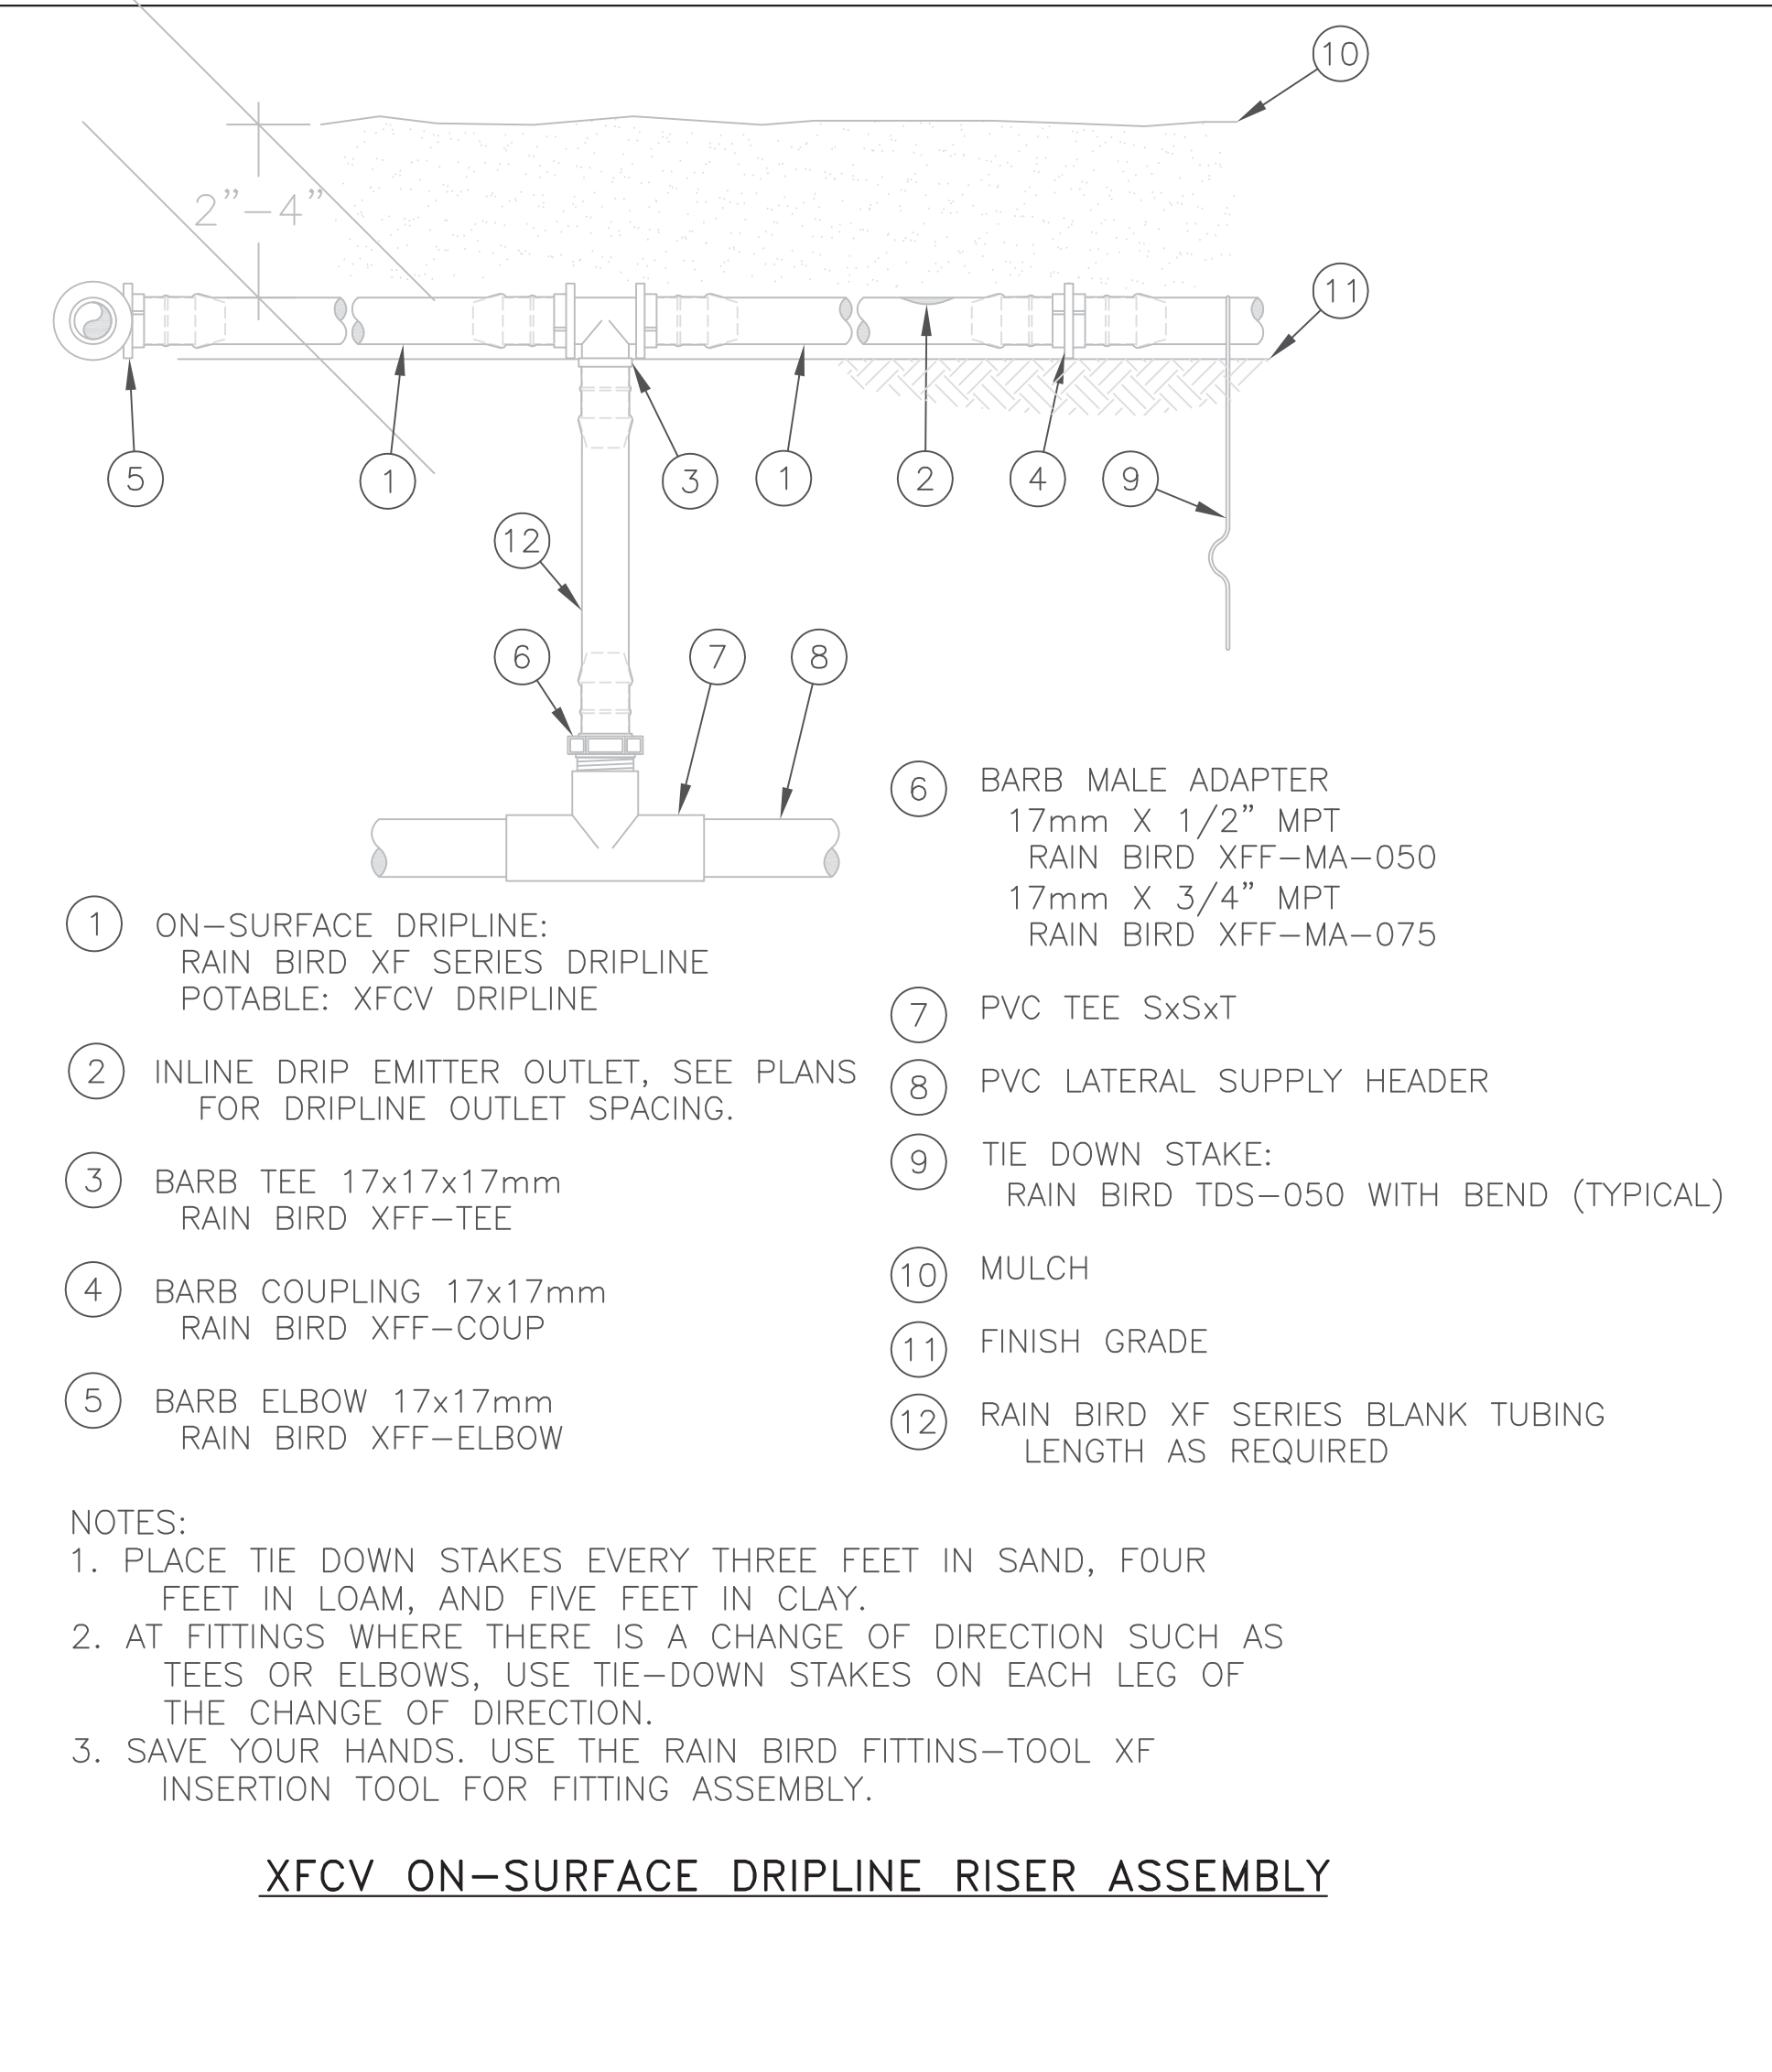 10
2”-4”
11
5
1
3
1
2
4
9
12
6
7
8
1 ON-SURFACE DRIPLINE:
RAIN BIRD XF SERIES DRIPLINE
POTABLE: XFCV DRIPLINE
2 INLINE DRIP EMITTER OUTLET, SEE PLANS
FOR DRIPLINE OUTLET SPACING.
3 BARB TEE 17x17x17mm
RAIN BIRD XFF-TEE
4 BARB COUPLING 17x17mm
RAIN BIRD XFF-COUP
5 BARB ELBOW 17x17mm
RAIN BIRD XFF-ELBOW
6 BARB MALE ADAPTER
17mm X 1/2” MPT
RAIN BIRD XFF-MA-050
17mm X 3/4” MPT
RAIN BIRD XFF-MA-075
7 PVC TEE SxSxT
8 PVC LATERAL SUPPLY HEADER
9 TIE DOWN STAKE:
RAIN BIRD TDS-050 WITH BEND (TYPICAL)
10 MULCH
11 FINISH GRADE
12 RAIN BIRD XF SERIES BLANK TUBING
LENGTH AS REQUIRED
NOTES:
1. PLACE TIE DOWN STAKES EVERY THREE FEET IN SAND, FOUR
FEET IN LOAM, AND FIVE FEET IN CLAY.
2. AT FITTINGS WHERE THERE IS A CHANGE OF DIRECTION SUCH AS
TEES OR ELBOWS, USE TIE-DOWN STAKES ON EACH LEG OF
THE CHANGE OF DIRECTION.
3. SAVE YOUR HANDS. USE THE RAIN BIRD FITTINS-TOOL XF
INSERTION TOOL FOR FITTING ASSEMBLY.
XFCV ON-SURFACE DRIPLINE RISER ASSEMBLY